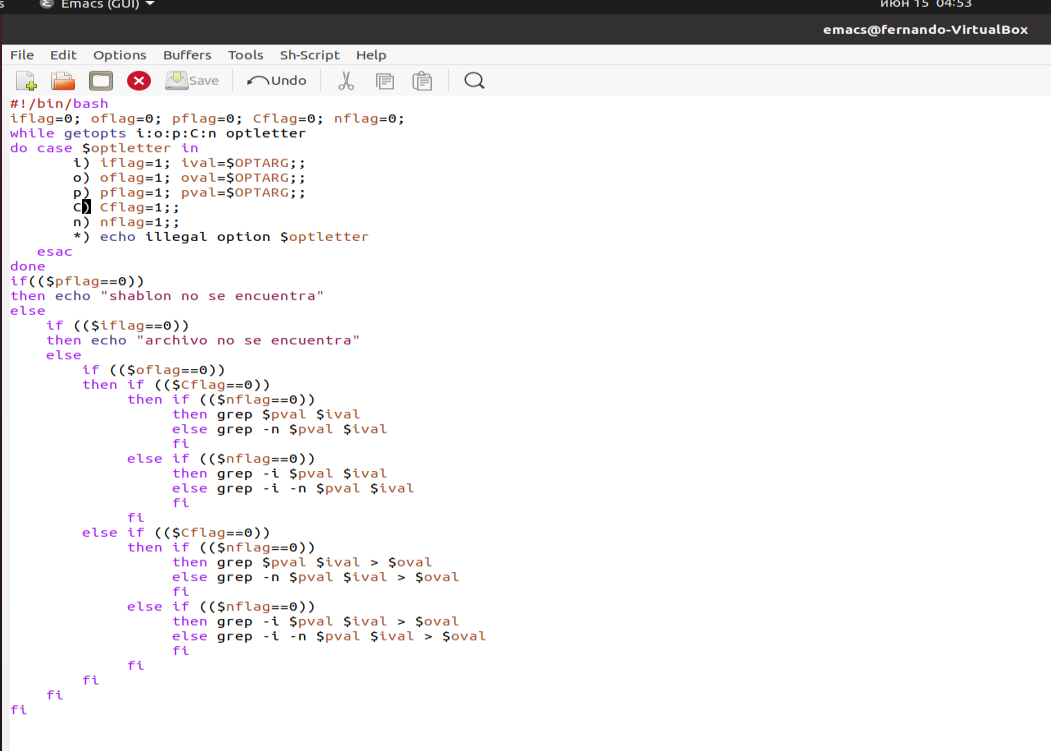 s Emacs (GUI) июн 15 04:53
emacs@fernando-VirtualBox
File Edit Options Buffers Tools Sh-Script Help
Save Undo
#!/bin/bash
iflag=0; oflag=0; pflag=0; Cflag=0; nflag=0;
while getopts i:o:p:C:n optletter
do case $optletter in
        i) iflag=1; ival=$OPTARG;;
        o) oflag=1; oval=$OPTARG;;
        p) pflag=1; pval=$OPTARG;;
        C) Cflag=1;;
        n) nflag=1;;
        *) echo illegal option $optletter
   esac
done
if(($pflag==0))
then echo "shablon no se encuentra"
else
    if (($iflag==0))
    then echo "archivo no se encuentra"
    else
        if (($oflag==0))
        then if (($Cflag==0))
             then if (($nflag==0))
                  then grep $pval $ival
                  else grep -n $pval $ival
                  fi
             else if (($nflag==0))
                  then grep -i $pval $ival
                  else grep -i -n $pval $ival
                  fi
             fi
        else if (($Cflag==0))
             then if (($nflag==0))
                  then grep $pval $ival > $oval
                  else grep -n $pval $ival > $oval
                  fi
             else if (($nflag==0))
                  then grep -i $pval $ival > $oval
                  else grep -i -n $pval $ival > $oval
                  fi
             fi
        fi
    fi
fi